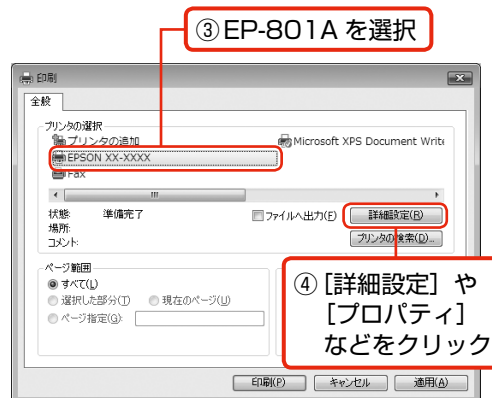 ③EP-801A を選択
印刷
全般
プリンタの選択
プリンタの追加
Microsoft XPS Document Write
EPSON XX-XXXX
Fax
状態: 準備完了
ファイルへ出力(F)
詳細設定(R)
場所:
コメント:
プリンタの検索(D)...
ページ範囲
すべて(L)
選択した部分(T) 現在のページ(U)
ページ指定(G):
④[詳細設定]や
[プロパティ]
などをクリック
印刷(P) キャンセル 適用(A)